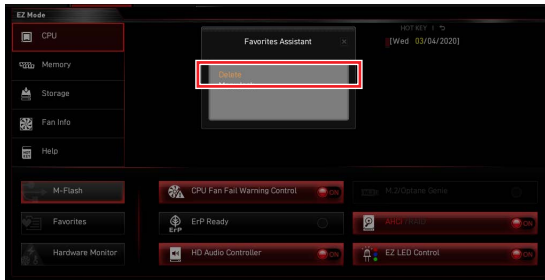 EZ Mode
HOT KEY
CPU
Favorites Assistant
[Wed 03/04/2020]
Delete
Memory
Storage
Fan Info
Help
M-Flash
CPU Fan Fail Warning Control
ON
M.2/Optane Genie
Favorites
ErP
ErP Ready
AHCI / RAID
ON
Hardware Monitor
HD Audio Controller
ON
EZ LED Control
ON